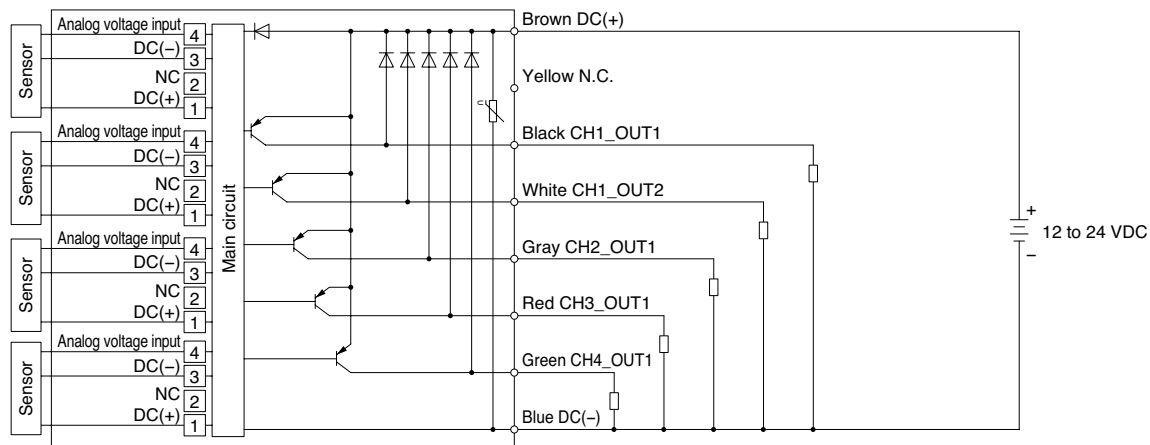 Sensor
Analog voltage input 4
DC(−) 3
NC 2
DC(+) 1
Sensor
Analog voltage input 4
DC(−) 3
NC 2
DC(+) 1
Sensor
Analog voltage input 4
DC(−) 3
NC 2
DC(+) 1
Sensor
Analog voltage input 4
DC(−) 3
NC 2
DC(+) 1
Main circuit
Brown DC(+)
Yellow N.C.
Black CH1_OUT1
White CH1_OUT2
Gray CH2_OUT1
Red CH3_OUT1
Green CH4_OUT1
Blue DC(−)
+
12 to 24 VDC
−